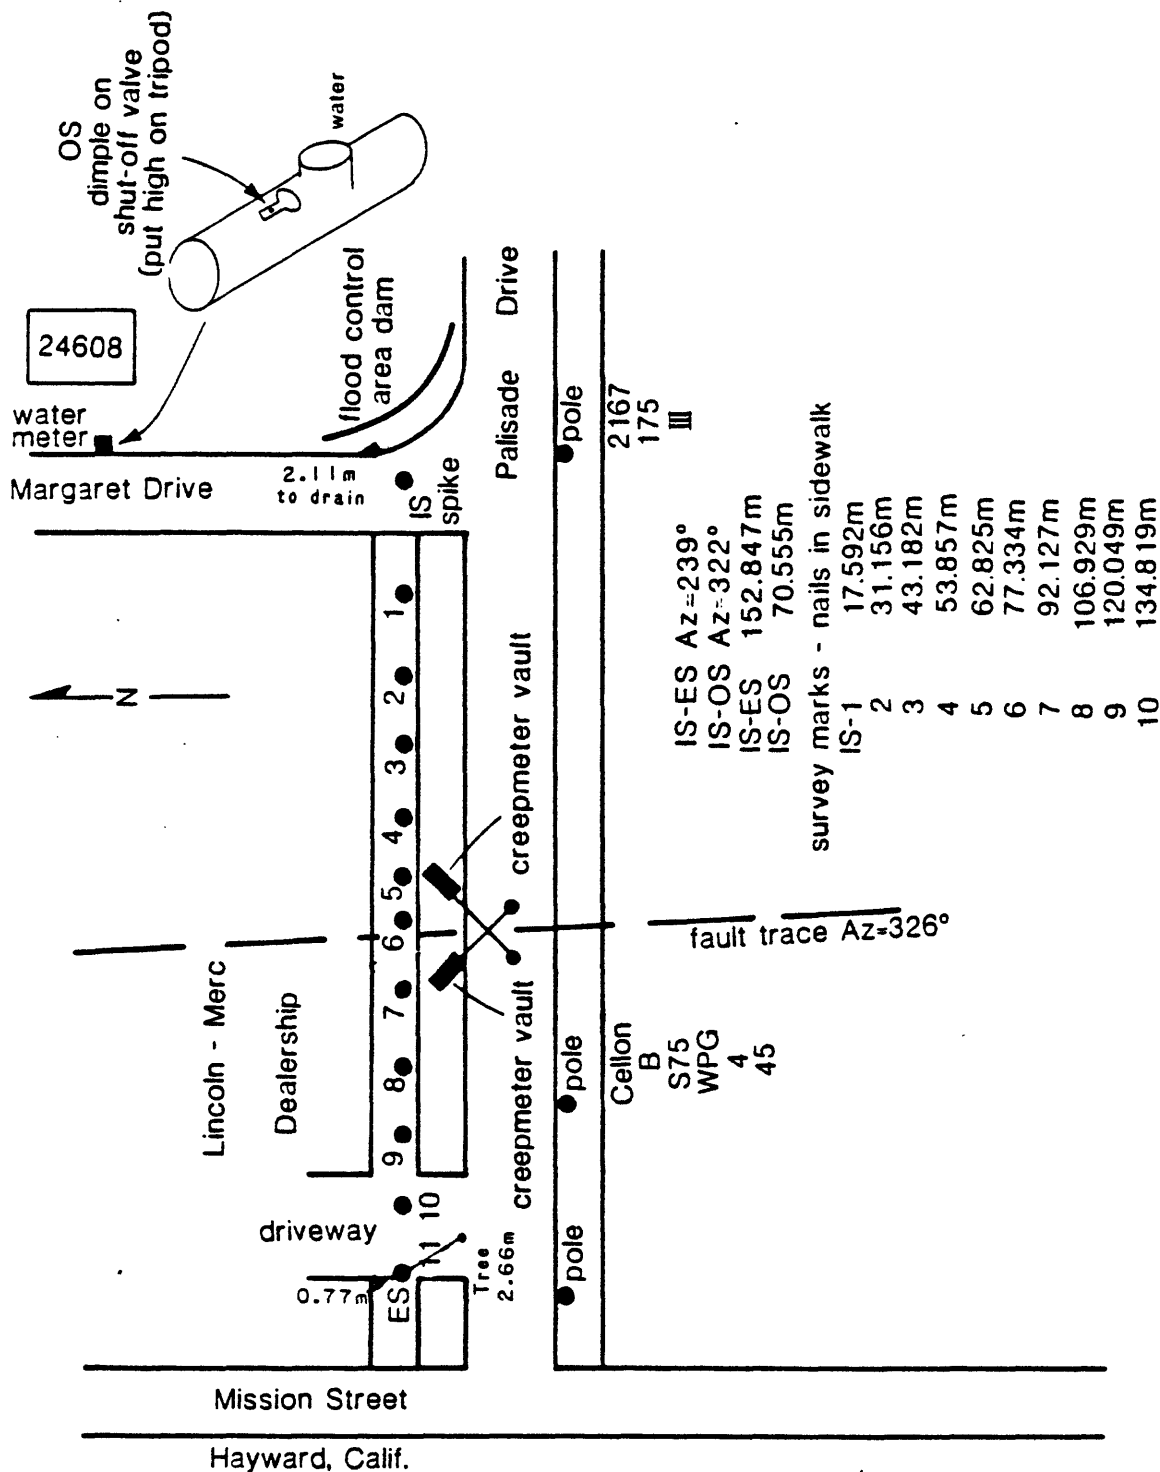 OS
dimple on
shut-off valve
(put high on tripod)
water
24608
water
meter
Margaret Drive
2.11m
to drain
flood control
area dam
IS
spike
Palisade Drive
pole
2167
175
III
N
1
2
3
4
5
6
7
8
9
10
11
ES
creepmeter vault
creepmeter vault
fault trace Az=326°
Lincoln - Merc
Dealership
driveway
0.77m
Tree
2.66m
pole
Cellon
B
S75
WPG
4
45
pole
IS-ES Az=239°
IS-OS Az=322°
IS-ES 152.847m
IS-OS 70.555m
survey marks - nails in sidewalk
IS-1 17.592m
2 31.156m
3 43.182m
4 53.857m
5 62.825m
6 77.334m
7 92.127m
8 106.929m
9 120.049m
10 134.819m
Mission Street
Hayward, Calif.